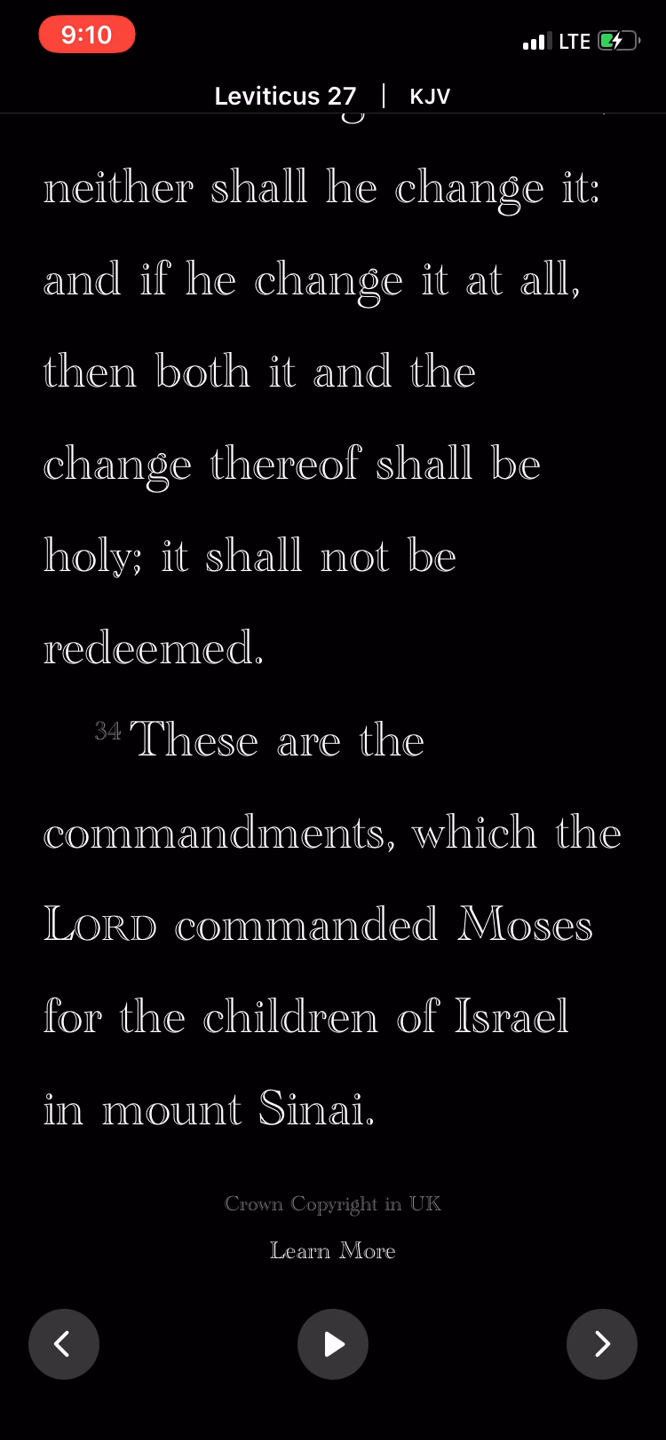 9:10
LTE
Leviticus 27 | KJV
neither shall he change it:
and if he change it at all,
then both it and the
change thereof shall be
holy; it shall not be
redeemed.
34 These are the
commandments, which the
LORD commanded Moses
for the children of Israel
in mount Sinai.
Crown Copyright in UK
Learn More